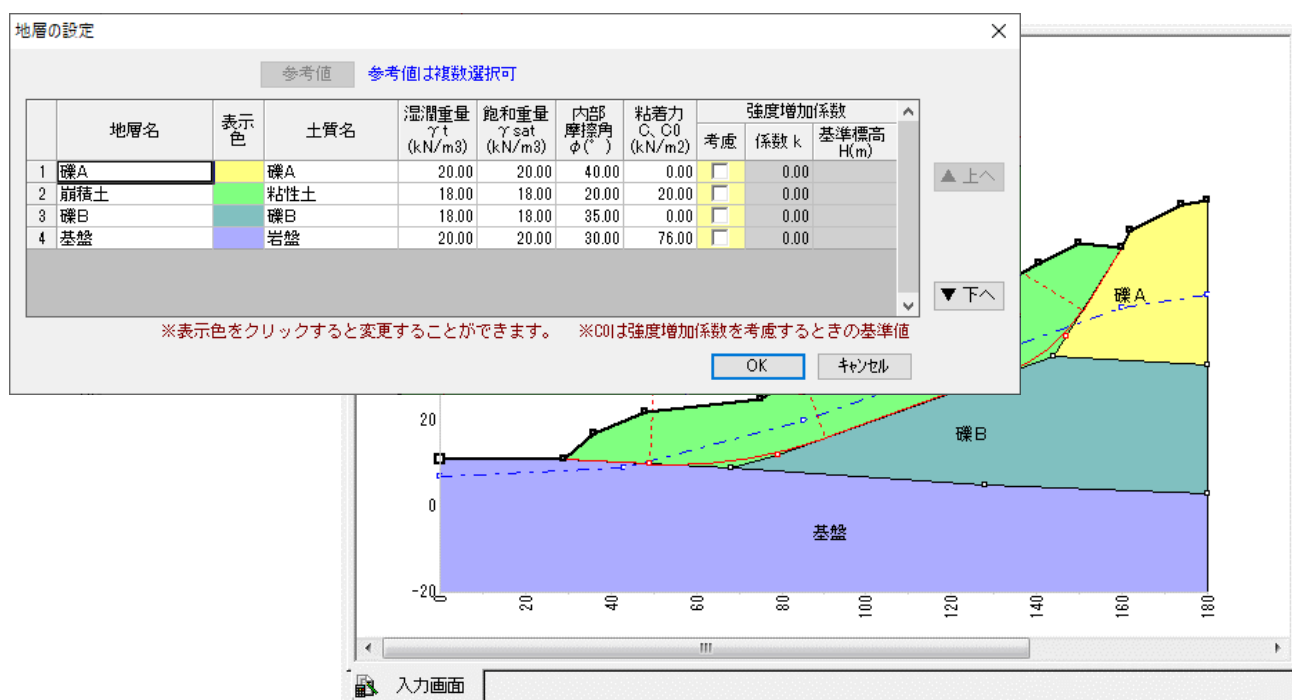 地層の設定
参考値 参考値は複数選択可
地層名 表示色 土質名 湿潤重量 γt (kN/m3) 飽和重量 γsat (kN/m3) 内部摩擦角 φ(°) 粘着力 C、C0 (kN/m2) 強度増加係数
考慮 係数 k 基準標高 H(m)
1 礫A 礫A 20.00 20.00 40.00 0.00 0.00
2 崩積土 粘性土 18.00 18.00 20.00 20.00 0.00
3 礫B 礫B 18.00 18.00 35.00 0.00 0.00
4 基盤 岩盤 20.00 20.00 30.00 76.00 0.00
▲ 上へ
▼ 下へ
※表示色をクリックすると変更することができます。 ※C0は強度増加係数を考慮するときの基準値
OK キャンセル
礫A
20
礫B
0
基盤
-20
0 20 40 60 80 100 120 140 160 180
入力画面